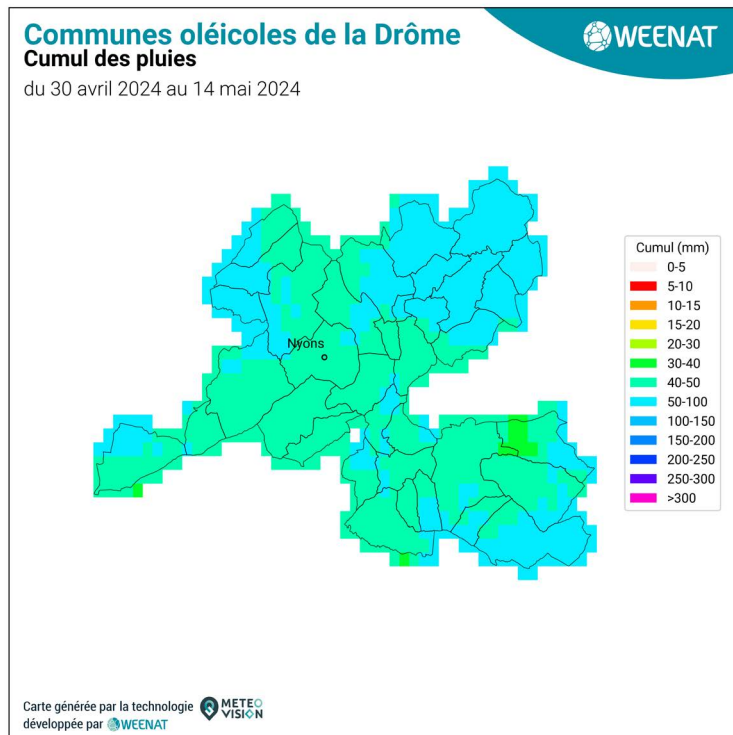 Communes oléicoles de la Drôme
WEENAT
Cumul des pluies
du 30 avril 2024 au 14 mai 2024
Cumul (mm)
0-5
5-10
10-15
15-20
20-30
30-40
40-50
50-100
100-150
150-200
200-250
250-300
>300
Nyons
Carte générée par la technologie METEO VISION
développée par WEENAT